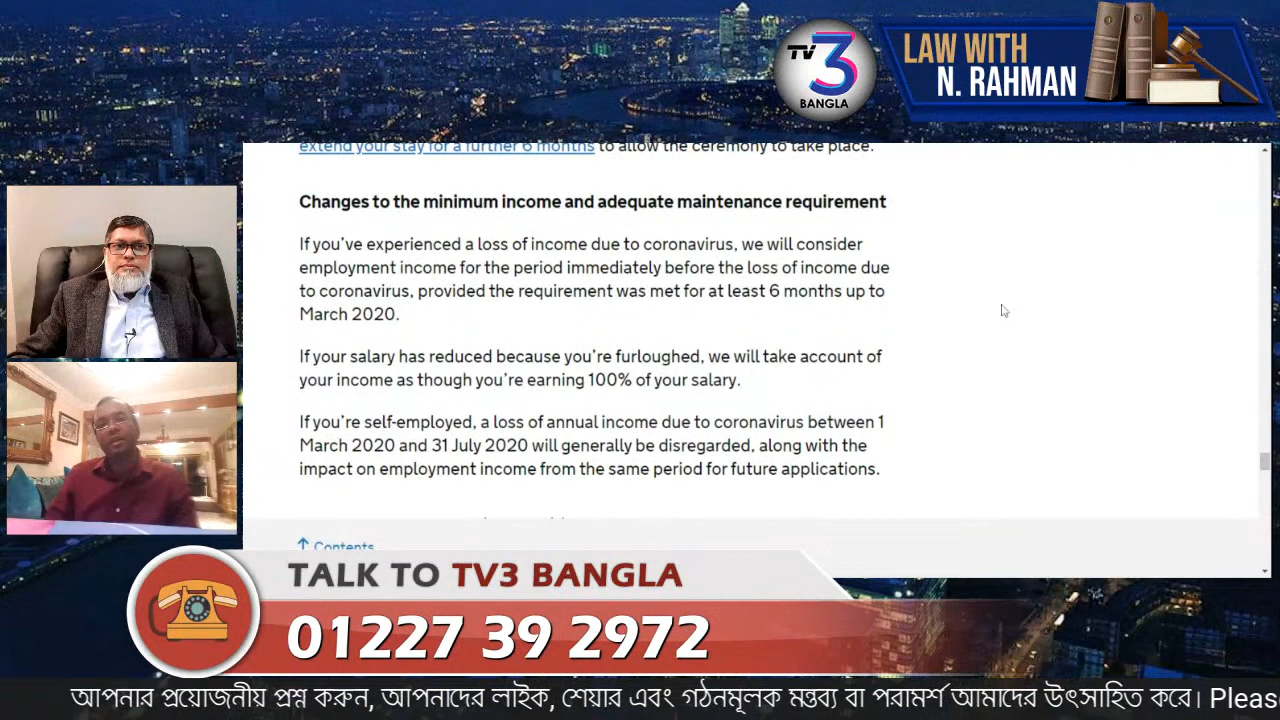 TV3
BANGLA
LAW WITH
N. RAHMAN
extend your stay for a further 6 months to allow the ceremony to take place.
Changes to the minimum income and adequate maintenance requirement
If you've experienced a loss of income due to coronavirus, we will consider
employment income for the period immediately before the loss of income due
to coronavirus, provided the requirement was met for at least 6 months up to
March 2020.
If your salary has reduced because you're furloughed, we will take account of
your income as though you're earning 100% of your salary.
If you're self-employed, a loss of annual income due to coronavirus between 1
March 2020 and 31 July 2020 will generally be disregarded, along with the
impact on employment income from the same period for future applications.
↑ Contents
TALK TO TV3 BANGLA
01227 39 2972
আপনার প্রয়োজনীয় প্রশ্ন করুন, আপনাদের লাইক, শেয়ার এবং গঠনমূলক মন্তব্য বা পরামর্শ আমাদের উৎসাহিত করে। Pleas